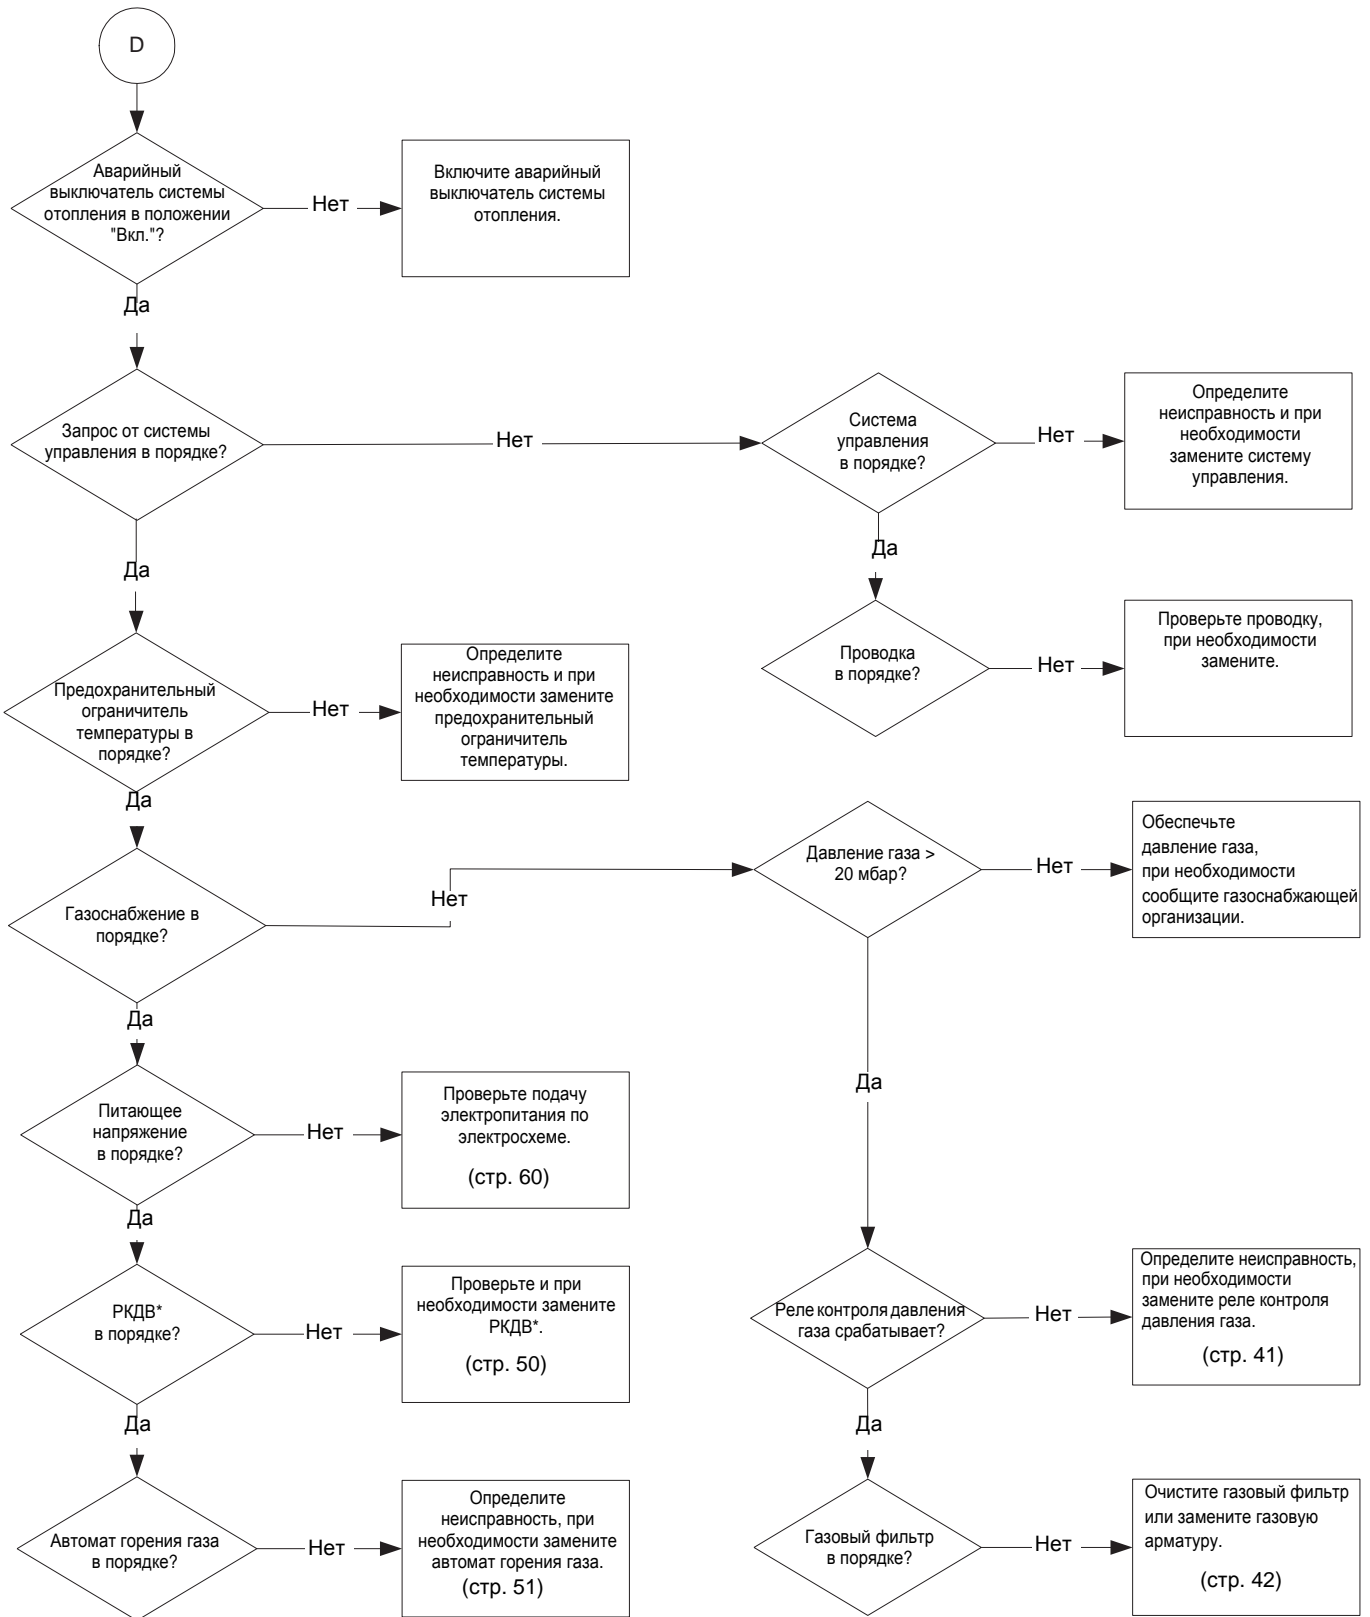 D
Аварийный
выключатель системы
отопления в положении
"Вкл."?
Нет
Включите аварийный
выключатель системы
отопления.
Да
Запрос от системы
управления в порядке?
Нет
Система
управления
в порядке?
Нет
Определите
неисправность и при
необходимости
замените систему
управления.
Да
Да
Проводка
в порядке?
Нет
Проверьте проводку,
при необходимости
замените.
Предохранительный
ограничитель
температуры в
порядке?
Нет
Определите
неисправность и при
необходимости замените
предохранительный
ограничитель
температуры.
Да
Газоснабжение в
порядке?
Нет
Давление газа >
20 мбар?
Нет
Обеспечьте
давление газа,
при необходимости
сообщите газоснабжающей
организации.
Да
Да
Питающее
напряжение
в порядке?
Нет
Проверьте подачу
электропитания по
электросхеме.
(стр. 60)
Да
РКДВ*
в порядке?
Нет
Проверьте и при
необходимости замените
РКДВ*.
(стр. 50)
Реле контроля давления
газа срабатывает?
Нет
Определите неисправность,
при необходимости
замените реле контроля
давления газа.
(стр. 41)
Да
Да
Автомат горения газа
в порядке?
Нет
Определите
неисправность, при
необходимости замените
автомат горения газа.
(стр. 51)
Газовый фильтр
в порядке?
Нет
Очистите газовый фильтр
или замените газовую
арматуру.
(стр. 42)